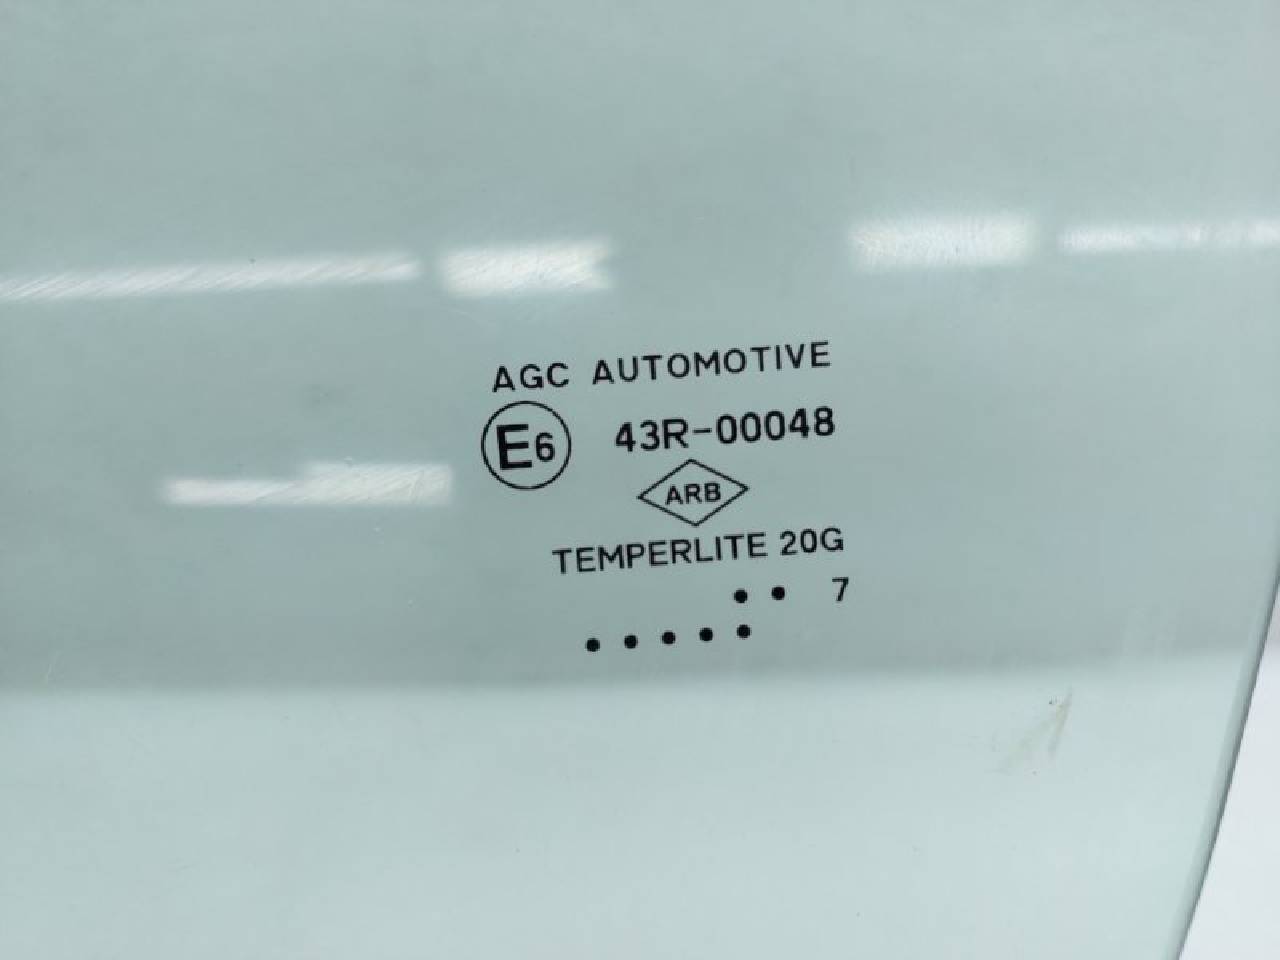 AGC AUTOMOTIVE
E6 43R-00048
ARB
TEMPERLITE 20G
•• 7
•••••